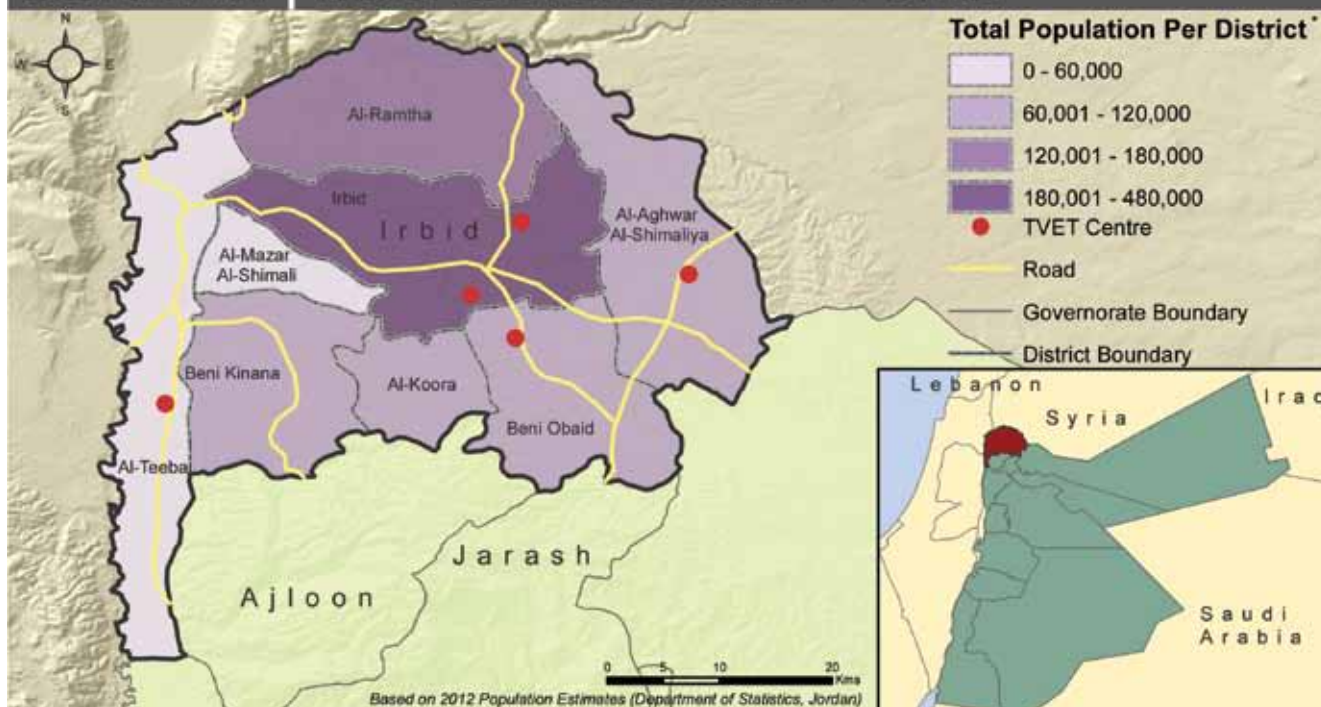 N
W E
S
Total Population Per District*
0 - 60,000
60,001 - 120,000
120,001 - 180,000
180,001 - 480,000
TVET Centre
Road
Governorate Boundary
District Boundary
Al-Ramtha
Irbid
Irbid
Al-Aghwar
Al-Shimaliya
Al-Mazar
Al-Shimali
Beni Kinana
Al-Koora
Beni Obaid
Al-Teeba
Jarash
Ajloon
0 5 10 20
Kms
Based on 2012 Population Estimates (Department of Statistics, Jordan)
Lebanon
Syria
Iraq
Saudi
Arabia